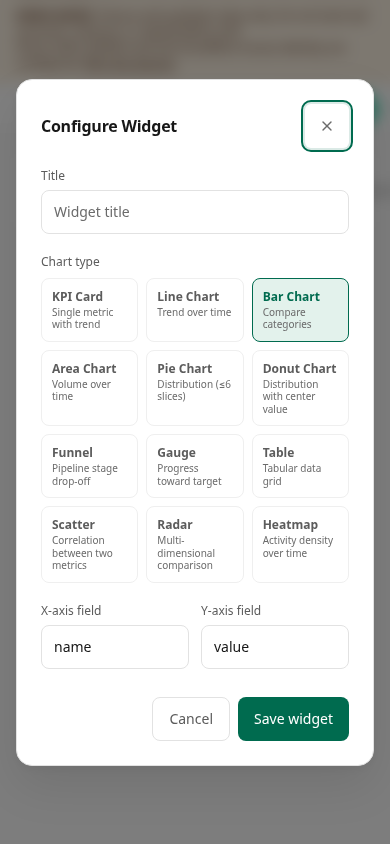 Configure Widget
Title
Widget title
Chart type
KPI Card
Single metric
with trend
Line Chart
Trend over time
Bar Chart
Compare
categories
Area Chart
Volume over
time
Pie Chart
Distribution (≤6
slices)
Donut Chart
Distribution
with center
value
Funnel
Pipeline stage
drop-off
Gauge
Progress
toward target
Table
Tabular data
grid
Scatter
Correlation
between two
metrics
Radar
Multi-
dimensional
comparison
Heatmap
Activity density
over time
X-axis field
Y-axis field
name
value
Cancel
Save widget